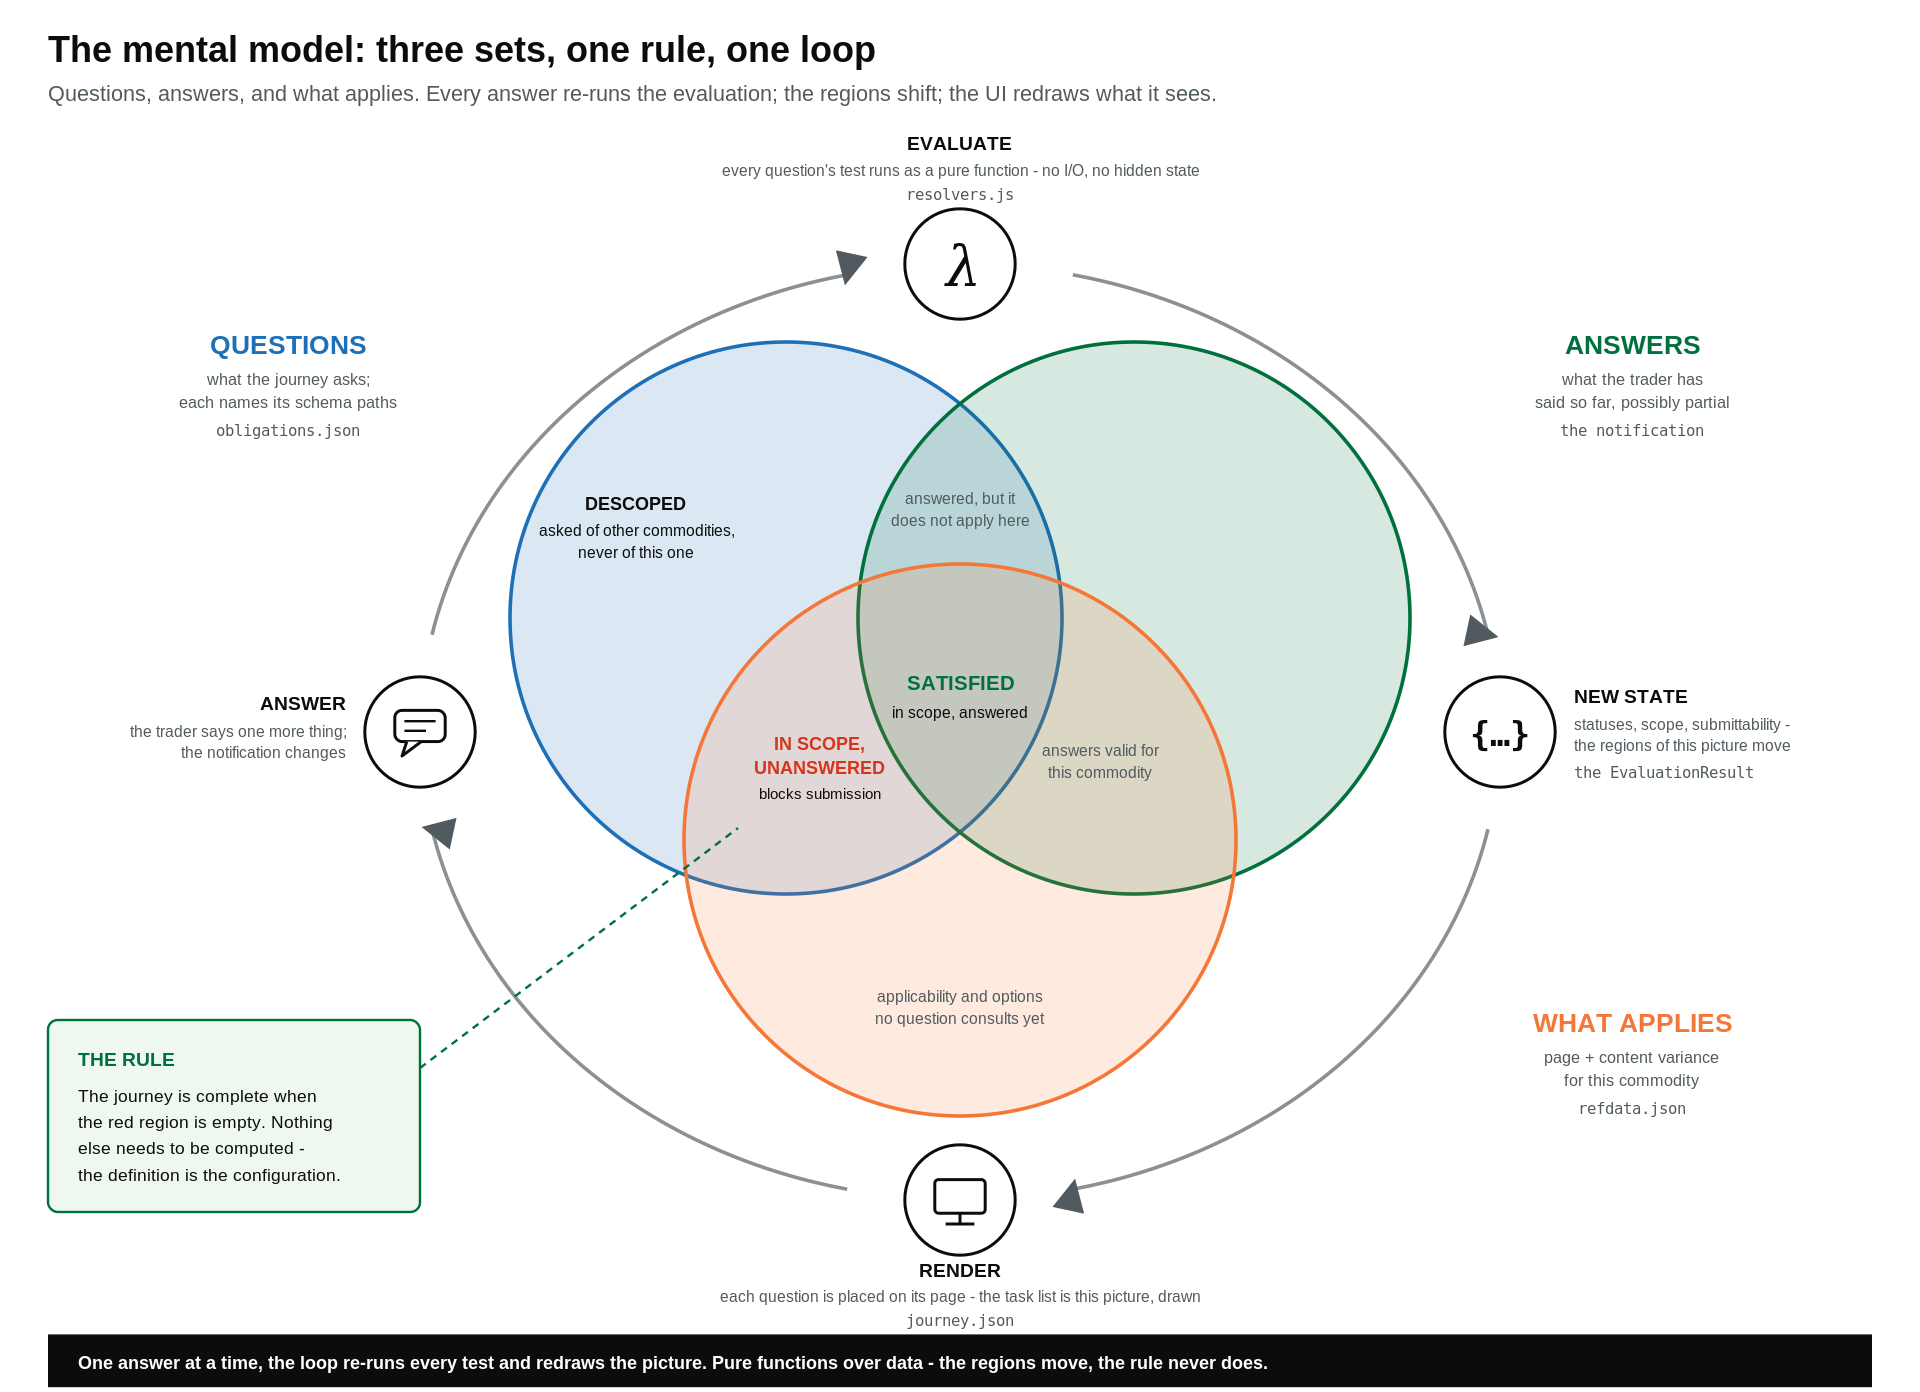 The mental model: three sets, one rule, one loop
Questions, answers, and what applies. Every answer re-runs the evaluation; the regions shift; the UI redraws what it sees.
EVALUATE
every question's test runs as a pure function - no I/O, no hidden state
resolvers.js
λ
QUESTIONS
what the journey asks;
each names its schema paths
obligations.json
ANSWERS
what the trader has
said so far, possibly partial
the notification
DESCOPED
asked of other commodities,
never of this one
answered, but it
does not apply here
SATISFIED
in scope, answered
IN SCOPE,
UNANSWERED
blocks submission
answers valid for
this commodity
ANSWER
the trader says one more thing;
the notification changes
{…}
NEW STATE
statuses, scope, submittability -
the regions of this picture move
the EvaluationResult
applicability and options
no question consults yet
WHAT APPLIES
page + content variance
for this commodity
refdata.json
THE RULE
The journey is complete when
the red region is empty. Nothing
else needs to be computed -
the definition is the configuration.
RENDER
each question is placed on its page - the task list is this picture, drawn
journey.json
One answer at a time, the loop re-runs every test and redraws the picture. Pure functions over data - the regions move, the rule never does.